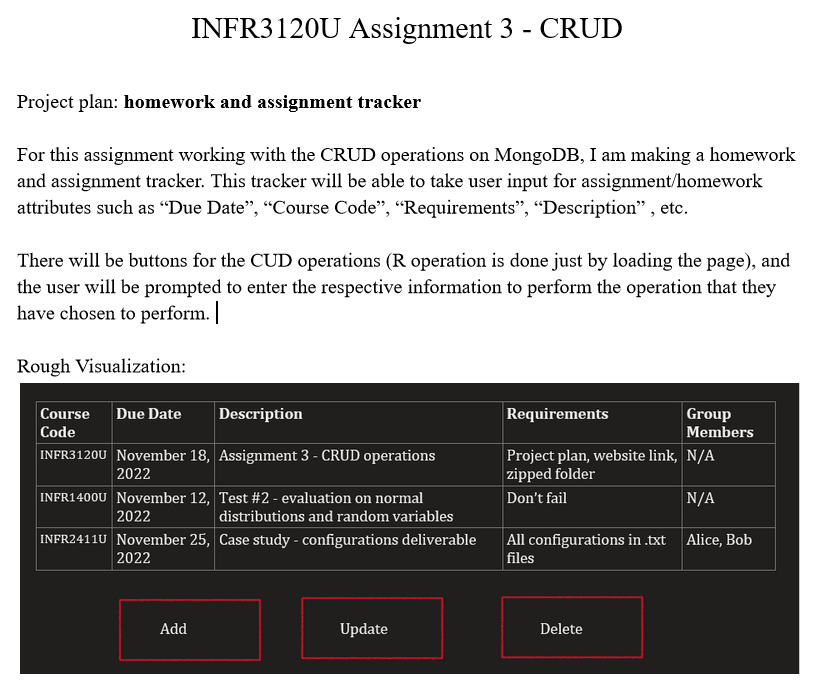 INFR3120U Assignment 3 - CRUD
Project plan: homework and assignment tracker
For this assignment working with the CRUD operations on MongoDB, I am making a homework
and assignment tracker. This tracker will be able to take user input for assignment/homework
attributes such as “Due Date”, “Course Code”, “Requirements”, “Description” , etc.
There will be buttons for the CUD operations (R operation is done just by loading the page), and
the user will be prompted to enter the respective information to perform the operation that they
have chosen to perform.
Rough Visualization:
Course Due Date Description Requirements Group
Code Members
INFR3120U November 18, Assignment 3 - CRUD operations Project plan, website link, N/A
2022 zipped folder
INFR1400U November 12, Test #2 - evaluation on normal Don’t fail N/A
2022 distributions and random variables
INFR2411U November 25, Case study - configurations deliverable All configurations in .txt Alice, Bob
2022 files
Add Update Delete